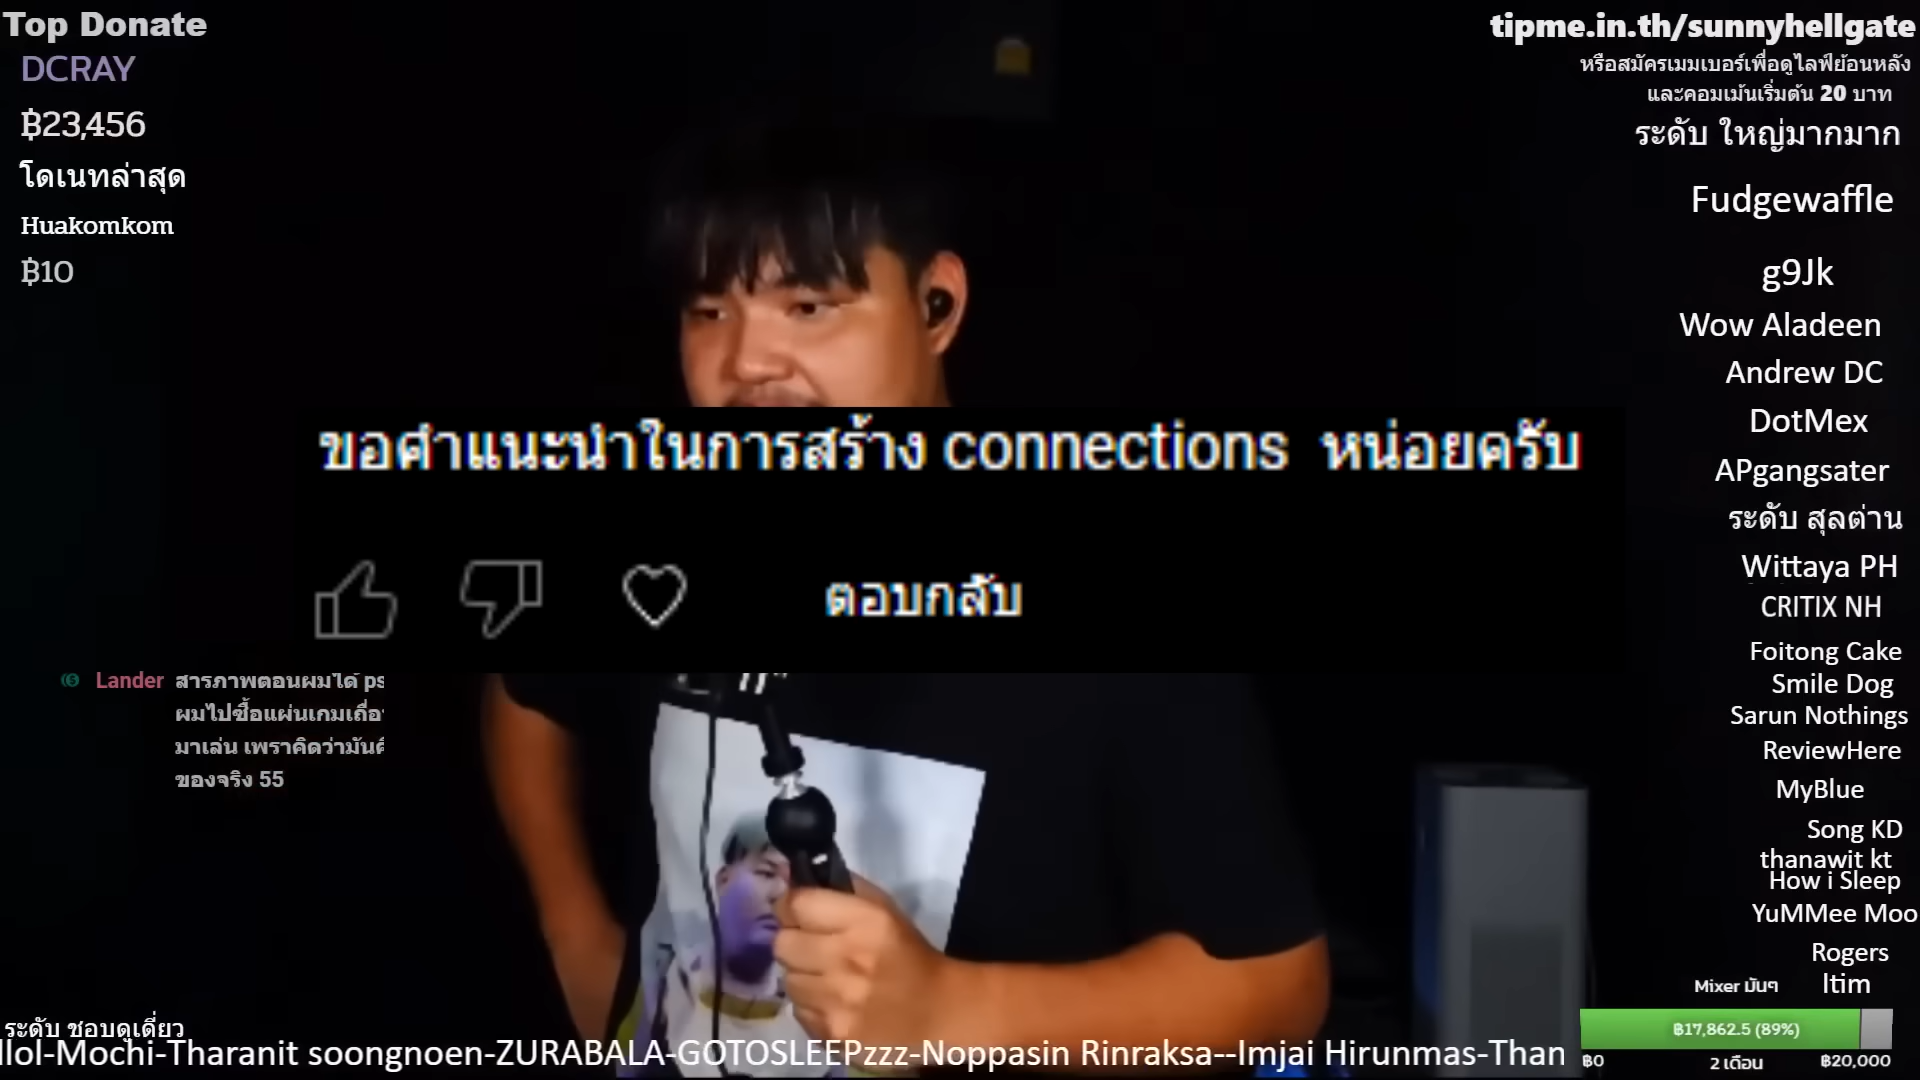 Top Donate
DCRAY
฿23,456
โดเนทล่าสุด
Huakomkom
฿10
tipme.in.th/sunnyhellgate
หรือสมัครเมมเบอร์เพื่อดูไลฟ์ย้อนหลัง
และคอมเม้นเริ่มต้น 20 บาท
ระดับ ใหญ่มากมาก
Fudgewaffle
g9Jk
Wow Aladeen
Andrew DC
DotMex
APgangsater
ระดับ สุลต่าน
Wittaya PH
CRITIX NH
Foitong Cake
Smile Dog
Sarun Nothings
ReviewHere
MyBlue
Song KD
thanawit kt
How i Sleep
YuMMee Moo
Rogers
ltim
ขอคำแนะนำในการสร้าง connections หน่อยครับ
ตอบกลับ
Lander สารภาพตอนผมได้ ps
ผมไปซื้อแผ่นเกมเถื่อ
มาเล่น เพราคิดว่ามัน
ของจริง 55
Mixer มันๆ
฿17,862.5 (89%)
฿0 2 เดือน ฿20,000
ระดับ ชอบดูเดี่ยว
llol-Mochi-Tharanit soongnoen-ZURABALA-GOTOSLEEPzzz-Noppasin Rinraksa--Imjai Hirunmas-Than